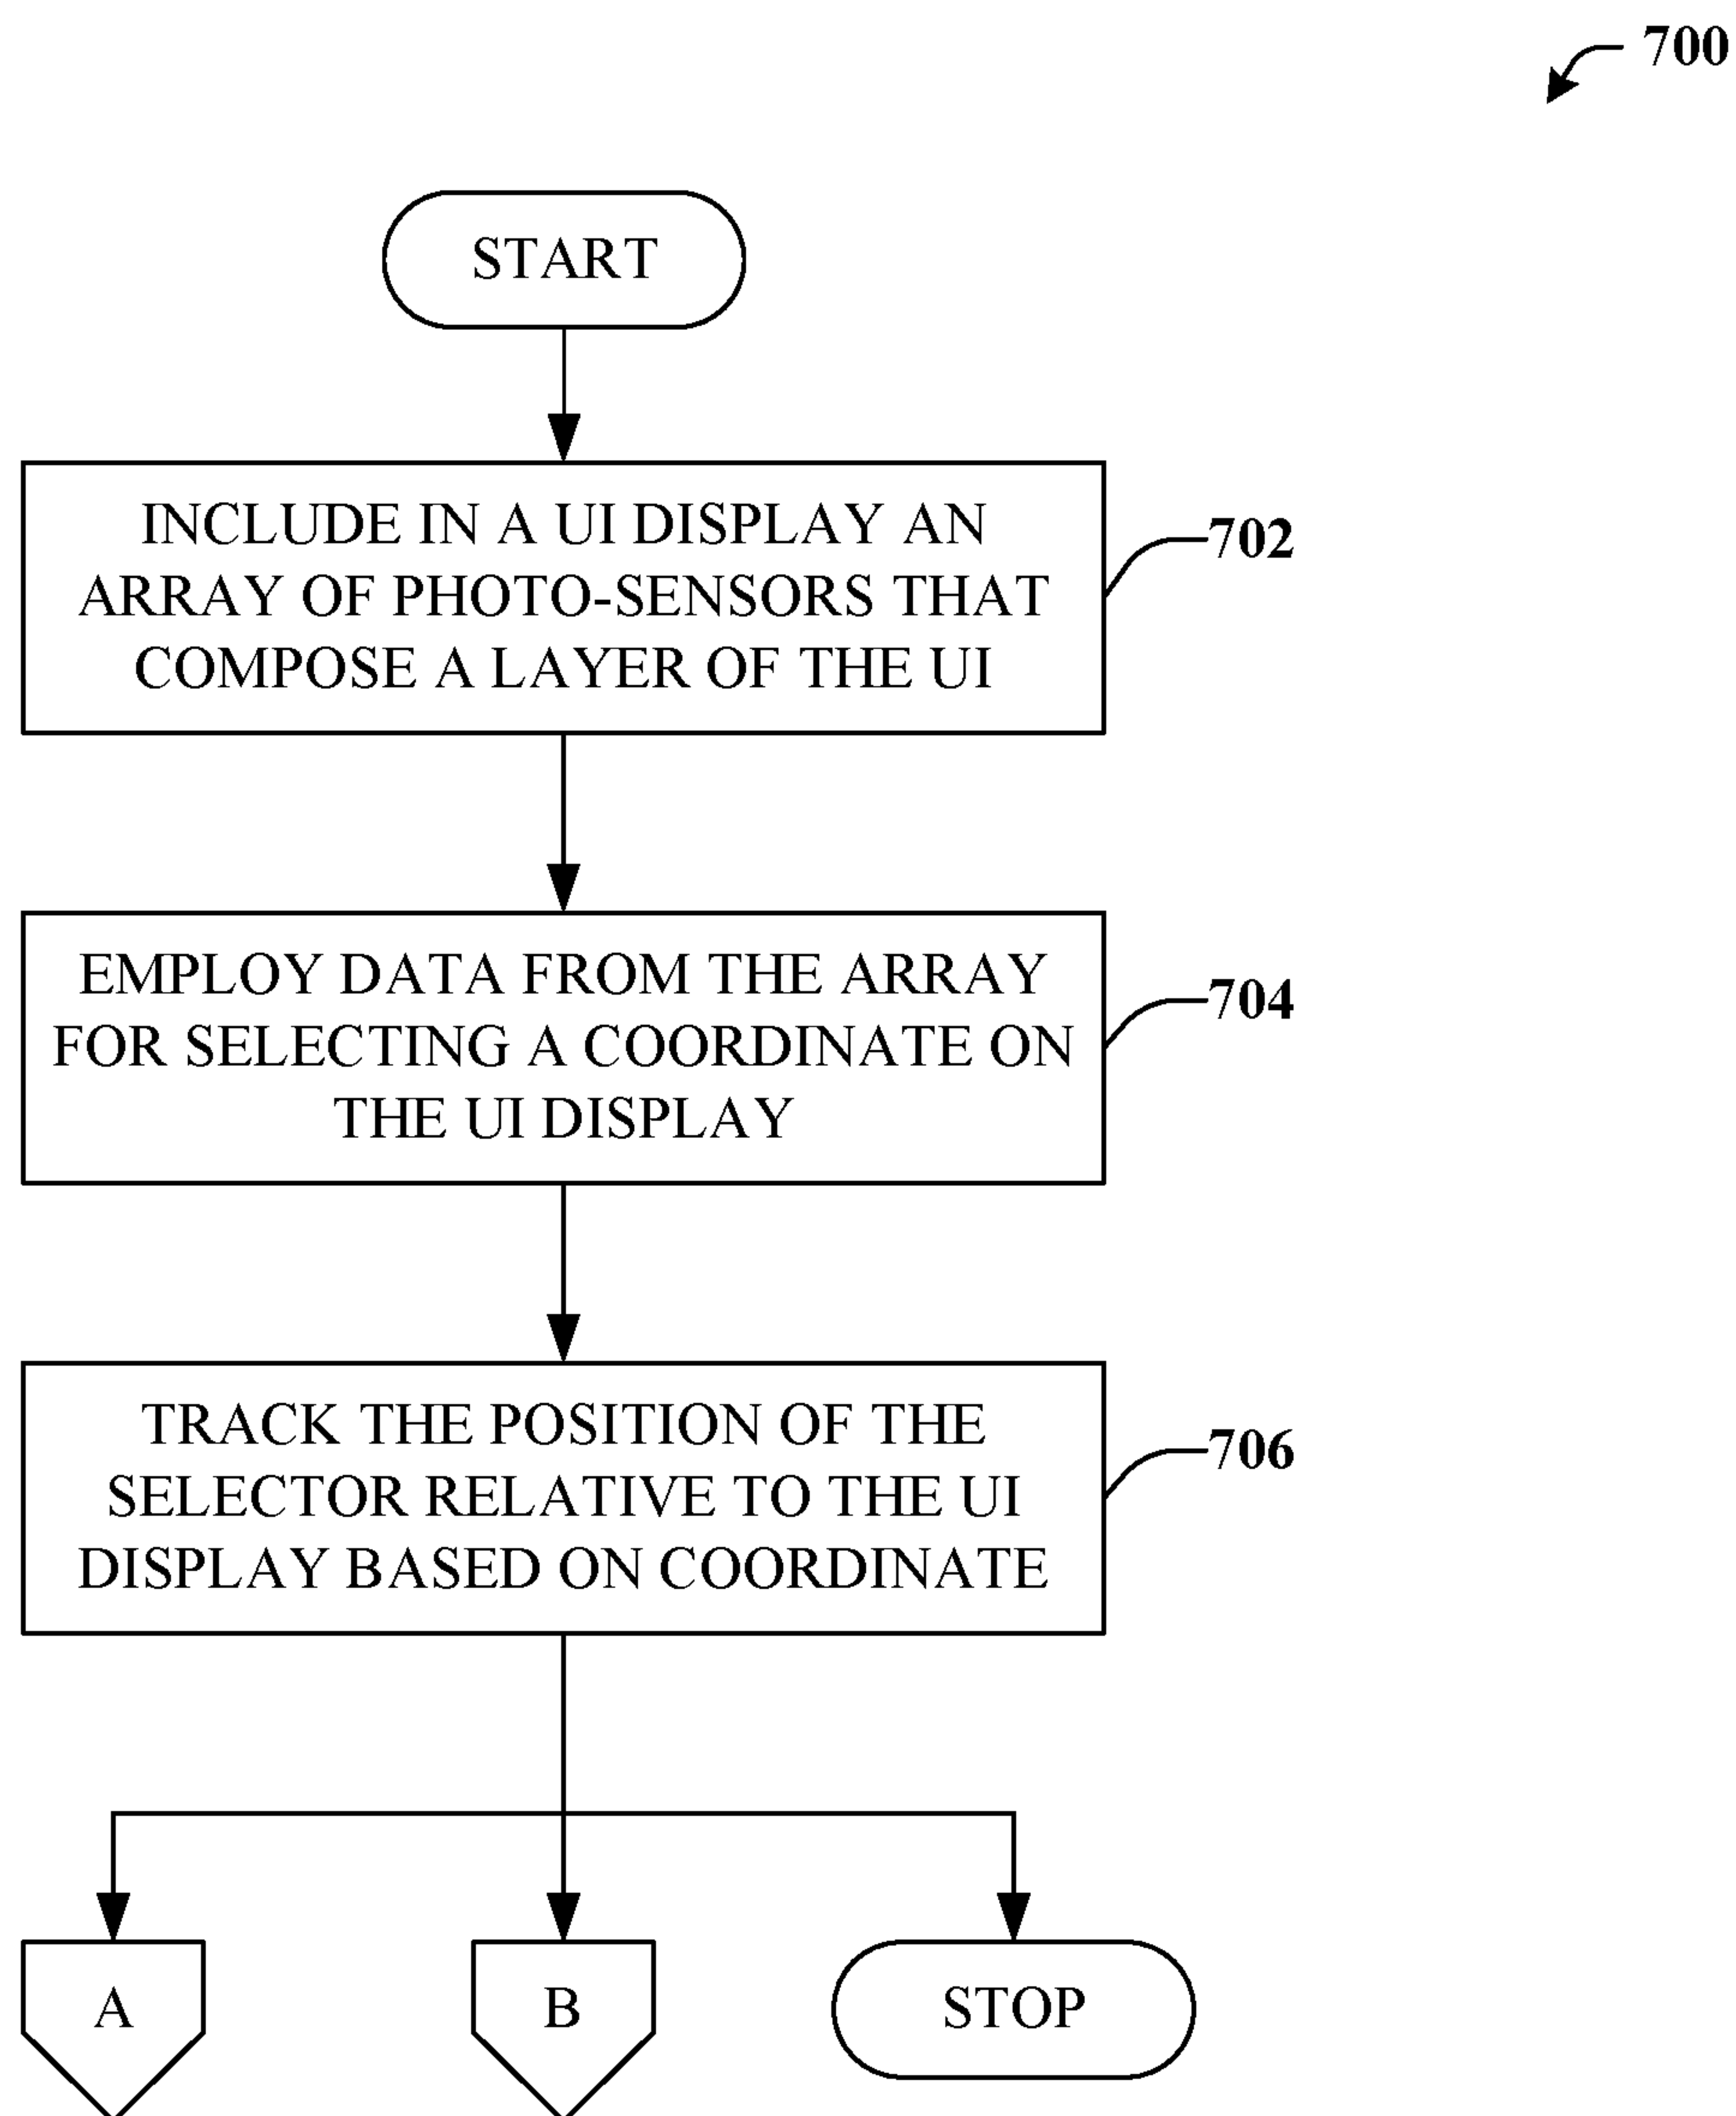 700
START
INCLUDE IN A UI DISPLAY AN
ARRAY OF PHOTO-SENSORS THAT
COMPOSE A LAYER OF THE UI
702
EMPLOY DATA FROM THE ARRAY
FOR SELECTING A COORDINATE ON
THE UI DISPLAY
704
TRACK THE POSITION OF THE
SELECTOR RELATIVE TO THE UI
DISPLAY BASED ON COORDINATE
706
A
B
STOP